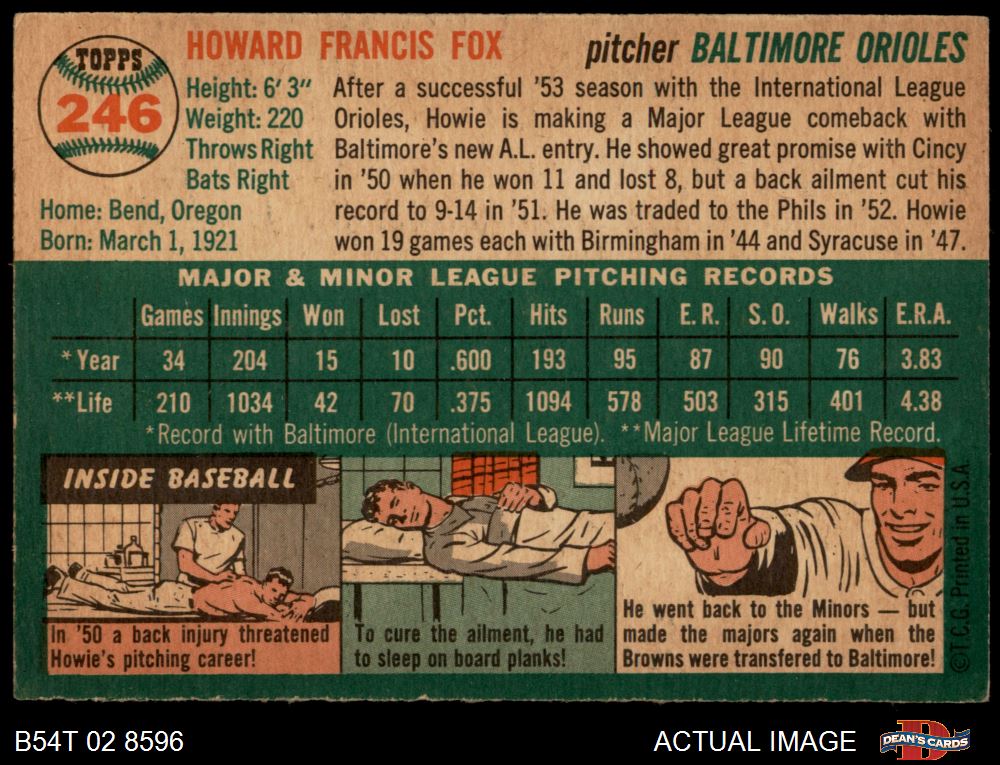 TOPPS
246
HOWARD FRANCIS FOX
pitcher BALTIMORE ORIOLES
Height: 6' 3"
Weight: 220
Throws Right
Bats Right
Home: Bend, Oregon
Born: March 1, 1921
After a successful '53 season with the International League
Orioles, Howie is making a Major League comeback with
Baltimore's new A.L. entry. He showed great promise with Cincy
in '50 when he won 11 and lost 8, but a back ailment cut his
record to 9-14 in '51. He was traded to the Phils in '52. Howie
won 19 games each with Birmingham in '44 and Syracuse in '47.
MAJOR & MINOR LEAGUE PITCHING RECORDS
Games Innings Won Lost Pct. Hits Runs E.R. S.O. Walks E.R.A.
*Year 34 204 15 10 .600 193 95 87 90 76 3.83
**Life 210 1034 42 70 .375 1094 578 503 315 401 4.38
*Record with Baltimore (International League). **Major League Lifetime Record.
INSIDE BASEBALL
In '50 a back injury threatened
Howie's pitching career!
To cure the ailment, he had
to sleep on board planks!
He went back to the Minors — but
made the majors again when the
Browns were transfered to Baltimore!
©T.C.G. Printed in U.S.A.
B54T 02 8596
ACTUAL IMAGE
DEAN'S CARDS